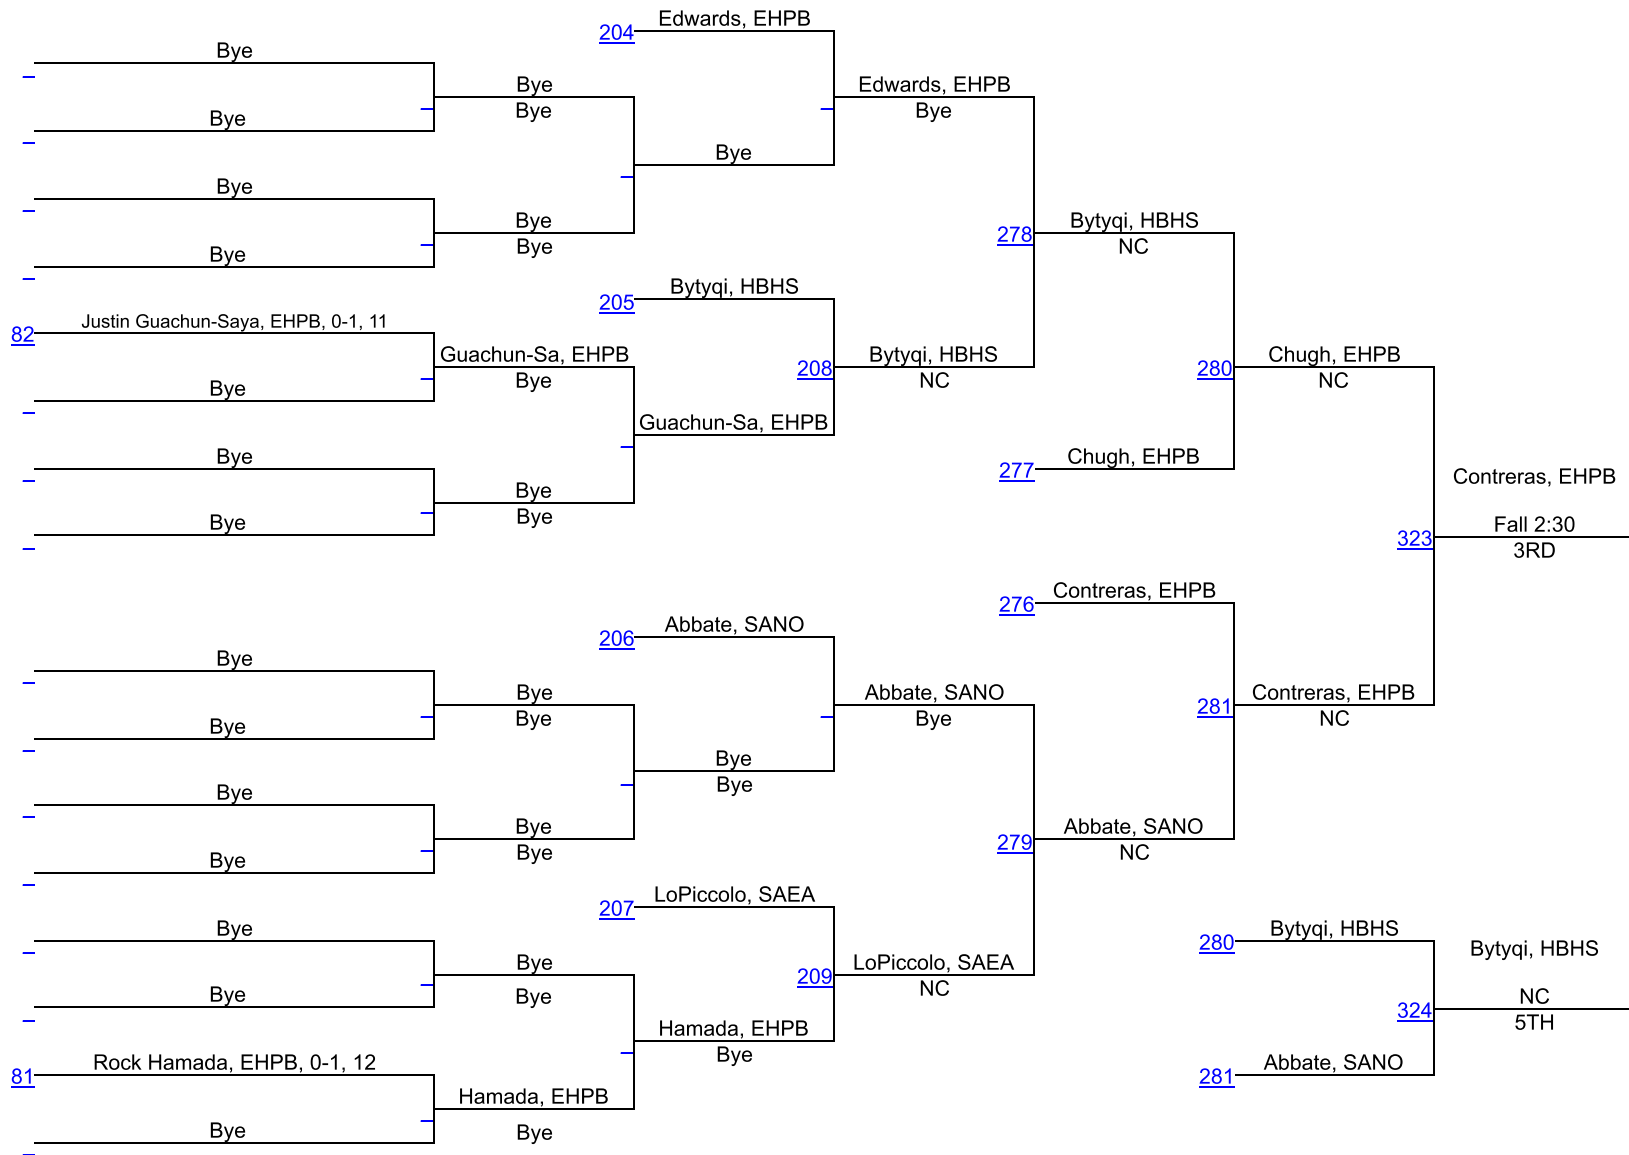 Edwards, EHPB
204
Bye
Bye
Bye
Edwards, EHPB
Bye
Bye
Bye
Bye
Bye
Bye
Bye
Bye
Bytyqi, HBHS
278
NC
205
Bytyqi, HBHS
82
Justin Guachun-Saya, EHPB, 0-1, 11
Guachun-Sa, EHPB
Bye
208
Bytyqi, HBHS
NC
280
Chugh, EHPB
NC
Bye
Guachun-Sa, EHPB
Bye
277
Chugh, EHPB
Contreras, EHPB
Bye
Bye
Bye
Fall 2:30
323
3RD
276
Contreras, EHPB
206
Abbate, SANO
Bye
Bye
Bye
Abbate, SANO
Bye
281
Contreras, EHPB
NC
Bye
Bye
Bye
Bye
Bye
Bye
279
Abbate, SANO
NC
Bye
207
LoPiccolo, SAEA
Bye
280
Bytyqi, HBHS
Bytyqi, HBHS
Bye
Bye
209
LoPiccolo, SAEA
NC
Bye
NC
324
5TH
Hamada, EHPB
Bye
81
Rock Hamada, EHPB, 0-1, 12
281
Abbate, SANO
Hamada, EHPB
Bye
Bye